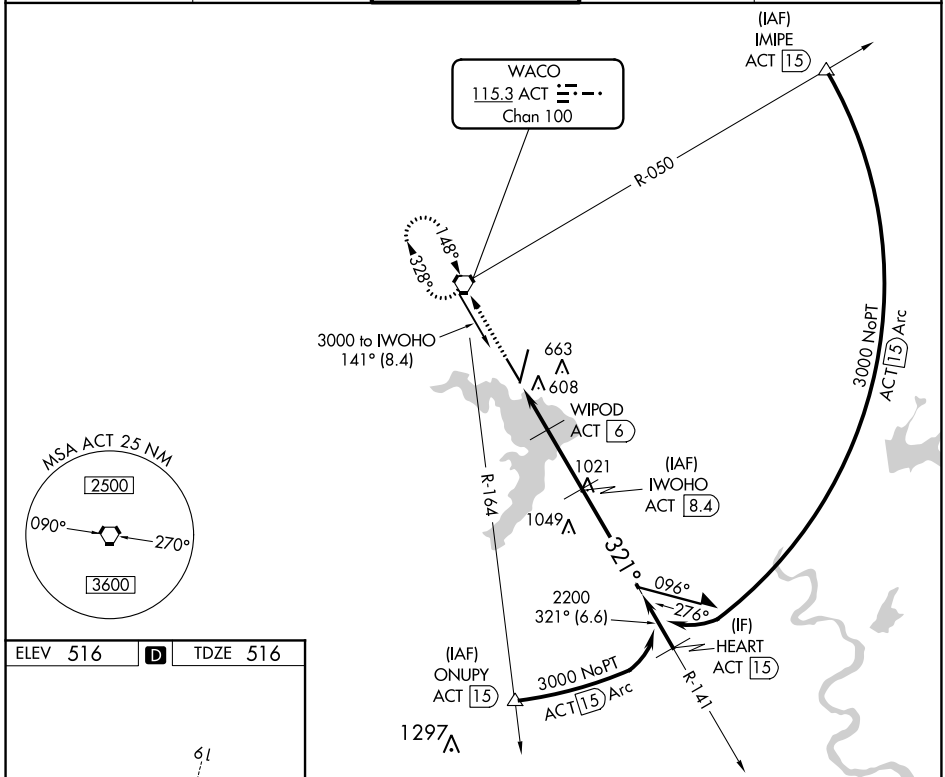 (IAF)
IMIPE
ACT 15
WACO
115.3 ACT
Chan 100
R-050
148°
328°
3000 to IWOHO
141° (8.4)
663
608
3000 NoPT
ACT 15 Arc
WIPOD
ACT 6
MSA ACT 25 NM
2500
090°
270°
3600
R-164
1021
(IAF)
IWOHO
ACT 8.4
1049
321°
096°
276°
2200
321° (6.6)
(IF)
HEART
ACT 15
R-141
(IAF)
ONUPY
ACT 15
3000 NoPT
ACT 15 Arc
1297
ELEV 516 D TDZE 516
19